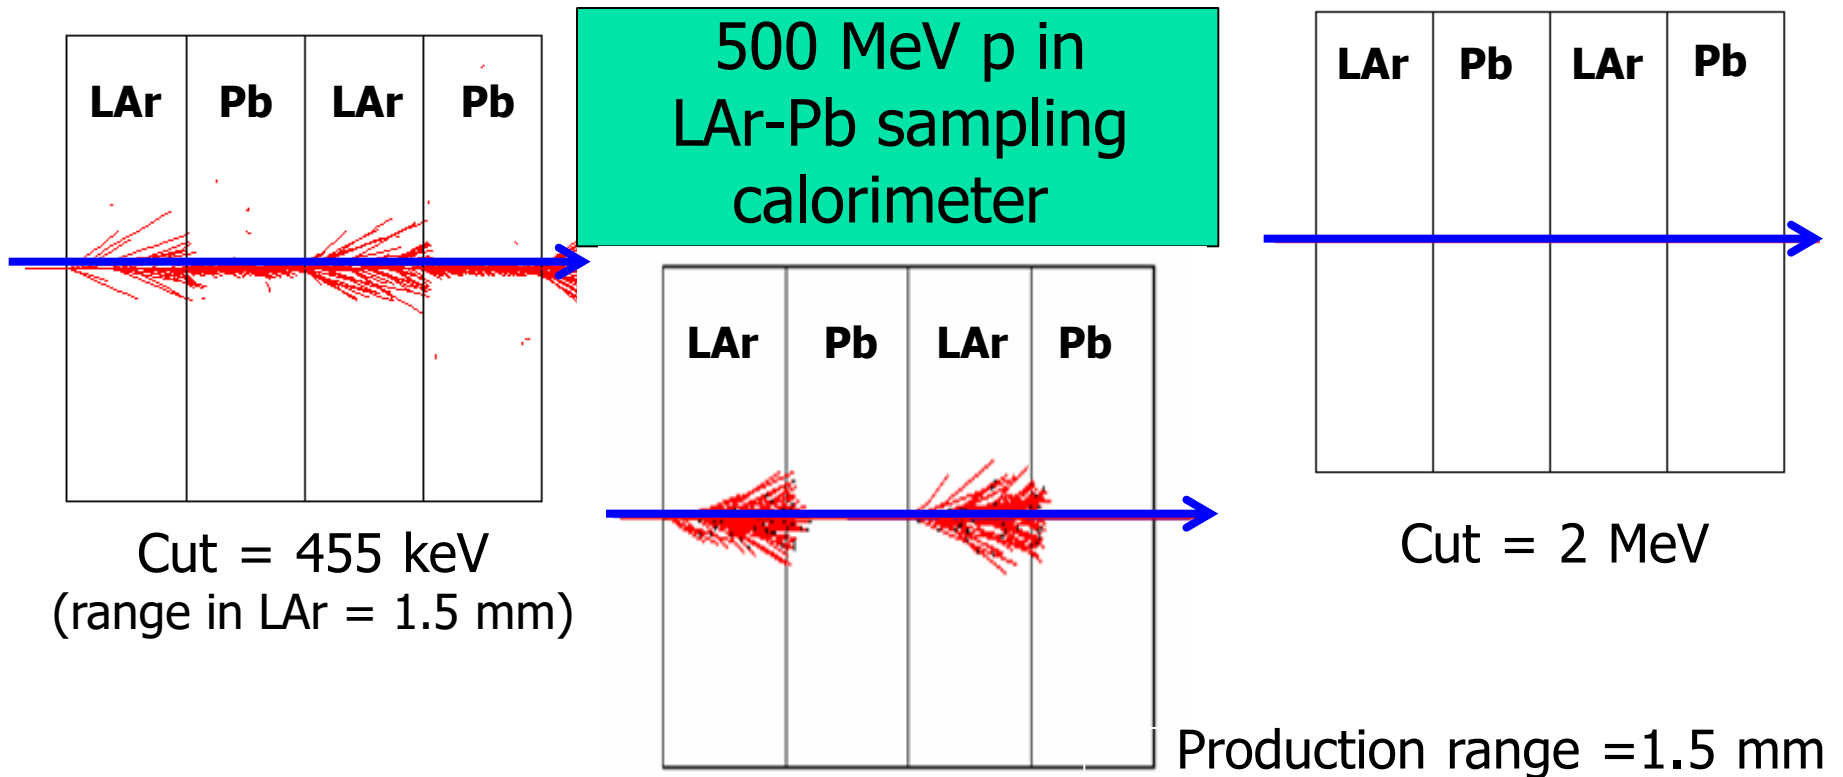 LAr Pb LAr Pb
500 MeV p in
LAr-Pb sampling
calorimeter
LAr Pb LAr Pb
LAr Pb LAr Pb
Cut = 455 keV
(range in LAr = 1.5 mm)
Cut = 2 MeV
Production range =1.5 mm